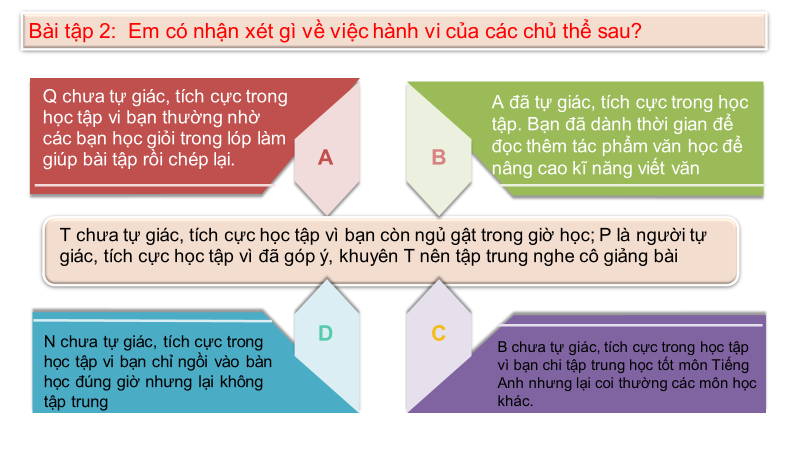 Bài tập 2:  Em có nhận xét gì về việc hành vi của các chủ thể sau?
Q chưa tự giác, tích cực trong
học tập vi bạn thường nhờ
các bạn học giỏi trong lóp làm
giúp bài tập rồi chép lại.
A
B
A đã tự giác, tích cực trong học
tập. Bạn đã dành thời gian để
đọc thêm tác phẩm văn học để
nâng cao kĩ năng viết văn
T chưa tự giác, tích cực học tập vì bạn còn ngủ gật trong giờ học; P là người tự
giác, tích cực học tập vì đã góp ý, khuyên T nên tập trung nghe cô giảng bài
N chưa tự giác, tích cực trong
học tập vi bạn chỉ ngồi vào bàn
học đúng giờ nhưng lại không
tập trung
D
C
B chưa tự giác, tích cực trong học tập
vì bạn chi tập trung học tốt môn Tiếng
Anh nhưng lại coi thường các môn học
khác.